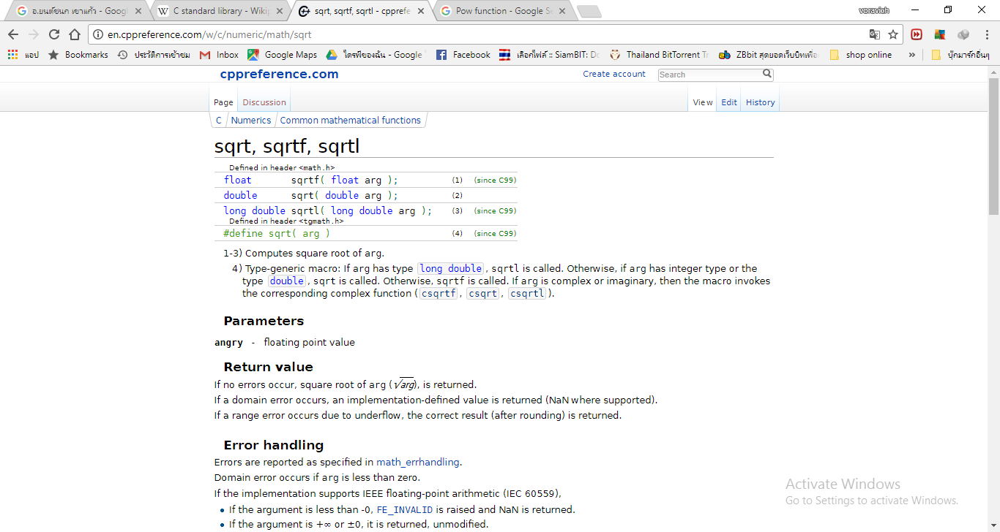 อ.ยนต์ชนก เขาแก้ว - Goog
C standard library - Wikip
sqrt, sqrtf, sqrtl - cpprefe
Pow function - Google Se
voravich
en.cppreference.com/w/c/numeric/math/sqrt
แอป
Bookmarks
ประวัติการเข้าชม
Inbox
Google Maps
ไดรฟ์ของฉัน - Google
Facebook
เลือกไฟล์ :: SiamBIT: Do
Thailand BitTorrent Tr
ZBbit สุดยอดเว็บบิทเพื่อ
shop online
»
บุ๊กมาร์กอื่นๆ
cppreference.com
Create account
Search
Page
Discussion
View
Edit
History
C
Numerics
Common mathematical functions
sqrt, sqrtf, sqrtl
Defined in header <math.h>
float sqrtf( float arg ); (1) (since C99)
double sqrt( double arg ); (2)
long double sqrtl( long double arg ); (3) (since C99)
Defined in header <tgmath.h>
#define sqrt( arg ) (4) (since C99)
1-3) Computes square root of arg.
4) Type-generic macro: If arg has type long double, sqrtl is called. Otherwise, if arg has integer type or the
type double, sqrt is called. Otherwise, sqrtf is called. If arg is complex or imaginary, then the macro invokes
the corresponding complex function (csqrtf, csqrt, csqrtl).
Parameters
angry - floating point value
Return value
If no errors occur, square root of arg (√arg), is returned.
If a domain error occurs, an implementation-defined value is returned (NaN where supported).
If a range error occurs due to underflow, the correct result (after rounding) is returned.
Error handling
Errors are reported as specified in math_errhandling.
Domain error occurs if arg is less than zero.
If the implementation supports IEEE floating-point arithmetic (IEC 60559),
• If the argument is less than -0, FE_INVALID is raised and NaN is returned.
• If the argument is +∞ or ±0, it is returned, unmodified.
Activate Windows
Go to Settings to activate Windows.